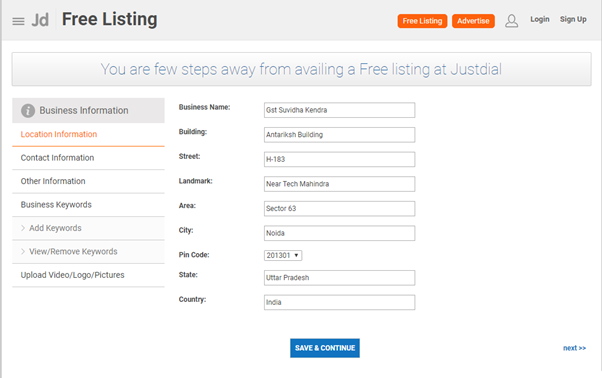 Jd Free Listing
Free Listing Advertise Login Sign Up
You are few steps away from availing a Free listing at Justdial
i Business Information
Location Information
Contact Information
Other Information
Business Keywords
> Add Keywords
> View/Remove Keywords
Upload Video/Logo/Pictures
Business Name: Gst Suvidha Kendra
Building: Antariksh Building
Street: H-183
Landmark: Near Tech Mahindra
Area: Sector 63
City: Noida
Pin Code: 201301
State: Uttar Pradesh
Country: India
SAVE & CONTINUE
next >>